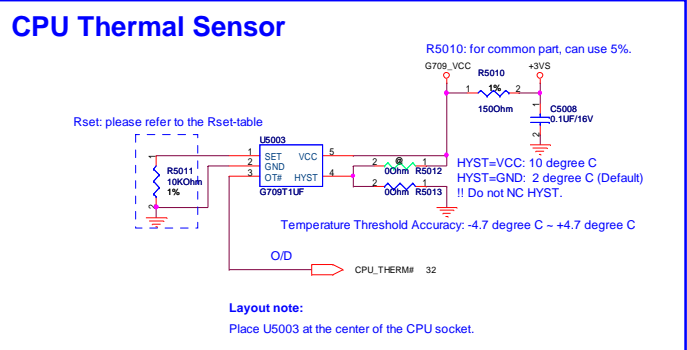 CPU Thermal Sensor
R5010: for common part, can use 5%.
G709_VCC
+3VS
R5010
1
1%
2
150Ohm
1
C5008
0.1UF/16V
2
Rset: please refer to the Rset-table
U5003
1
R5011
10KOhm
1%
2
1 SET VCC 5
2 GND
3 OT# HYST 4
G709T1UF
@
2 1
0Ohm R5012
2 1
0Ohm R5013
HYST=VCC: 10 degree C
HYST=GND: 2 degree C (Default)
!! Do not NC HYST.
Temperature Threshold Accuracy: -4.7 degree C ~ +4.7 degree C
O/D
CPU_THERM# 32
Layout note:
Place U5003 at the center of the CPU socket.